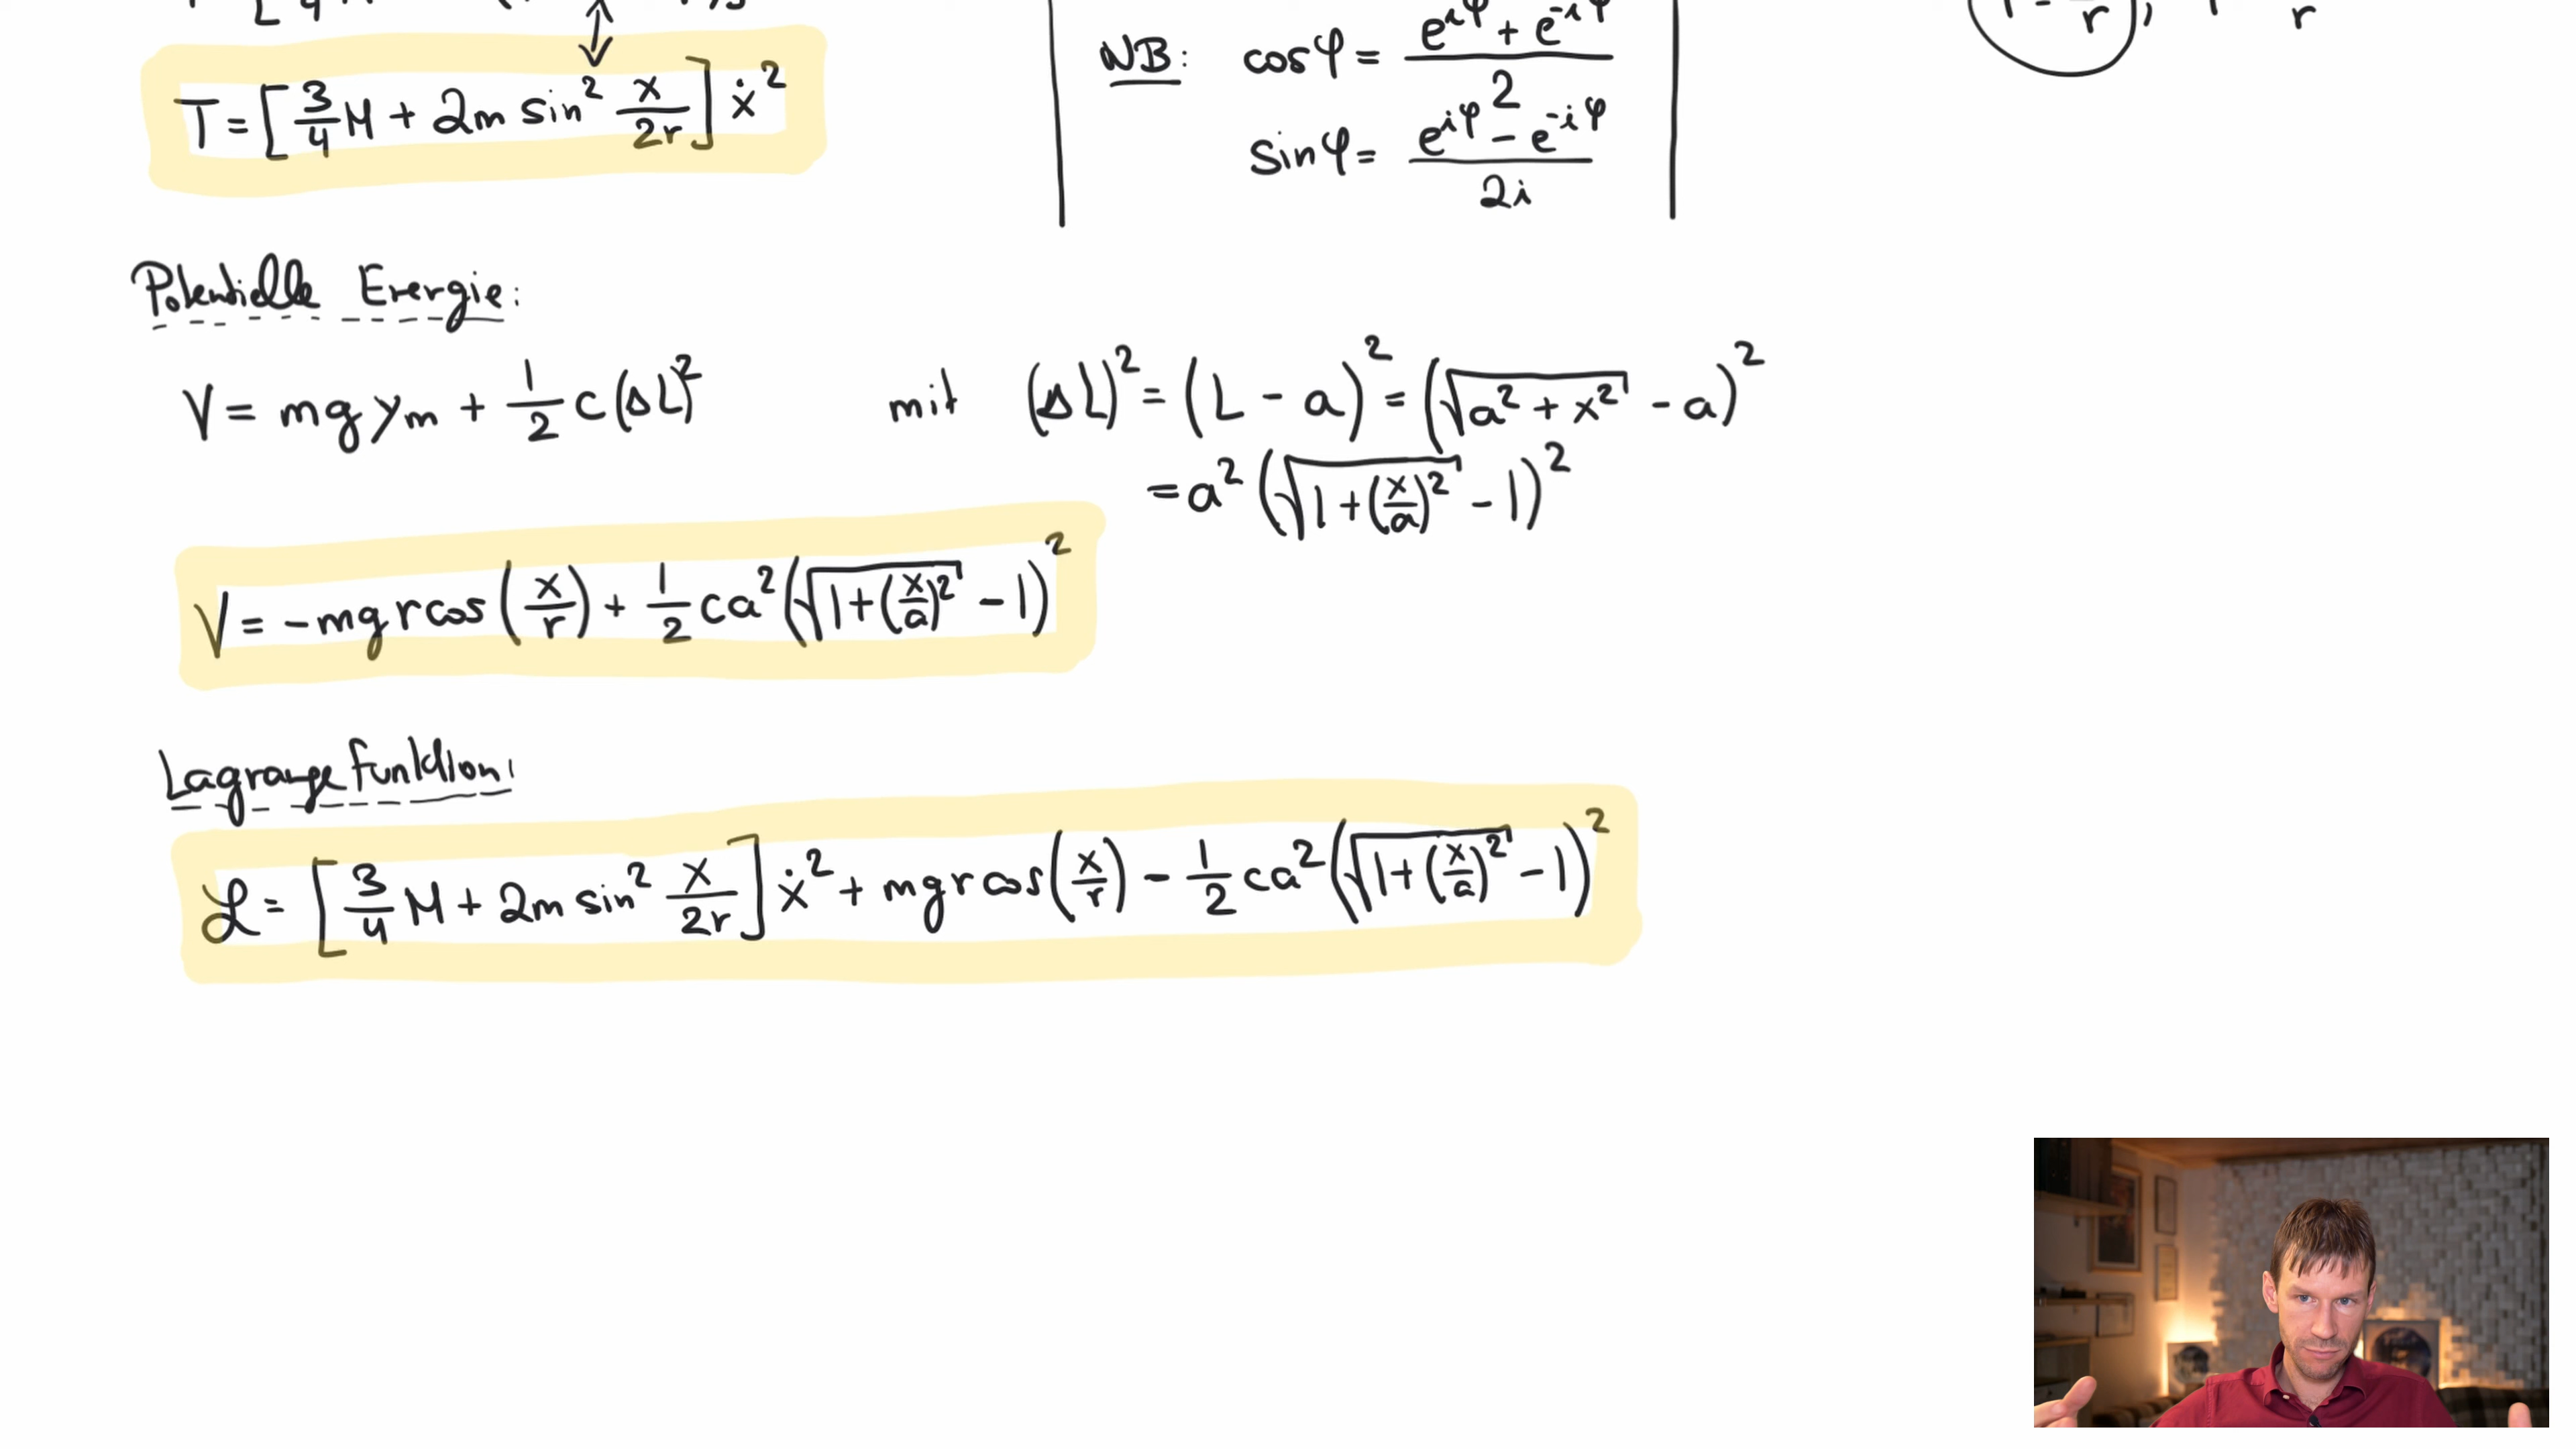 T = [3/4 M + 2m sin² x/2r] ẋ²
NB: cosφ = (e^{iφ} + e^{-iφ})/2
sinφ = (e^{iφ} - e^{-iφ})/2i
Potentielle Energie:
V = mg y_m + 1/2 c(ΔL)² mit (ΔL)² = (L - a)² = (√(a² + x²) - a)²
= a² (√(1 + (x/a)²) - 1)²
V = -mgr cos(x/r) + 1/2 ca² (√(1 + (x/a)²) - 1)²
Lagrangefunktion:
ℒ = [3/4 M + 2m sin² x/2r] ẋ² + mgr cos(x/r) - 1/2 ca² (√(1 + (x/a)²) - 1)²